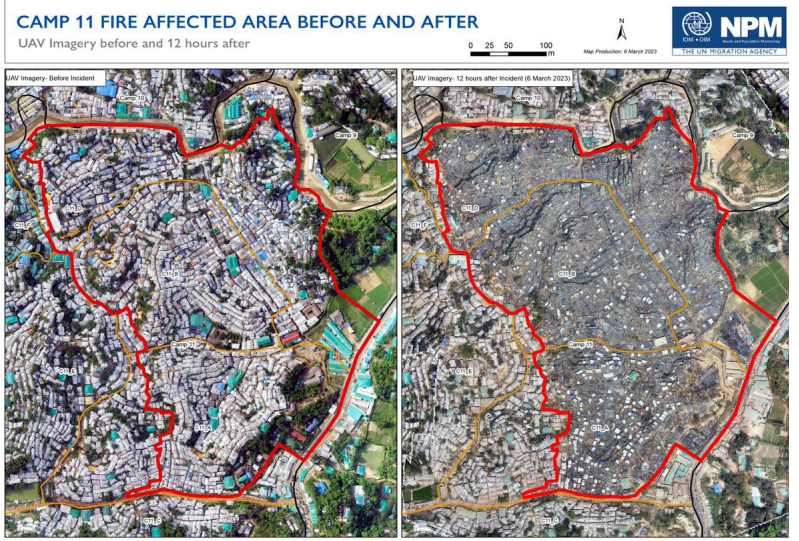 CAMP 11 FIRE AFFECTED AREA BEFORE AND AFTER
UAV Imagery before and 12 hours after
0 25 50 100
m
N
Map Production: 6 March 2023
IOM • OIM
NPM
Needs and Population Monitoring
THE UN MIGRATION AGENCY
UAV Imagery- Before Incident
Camp 10
Camp 9
C11_D
C11_F
C11_B
Camp 11
C11_E
C11_A
C11_C
UAV Imagery- 12 hours after Incident (6 March 2023)
Camp 10
Camp 9
C11_D
C11_F
C11_B
Camp 11
C11_E
C11_A
C11_C